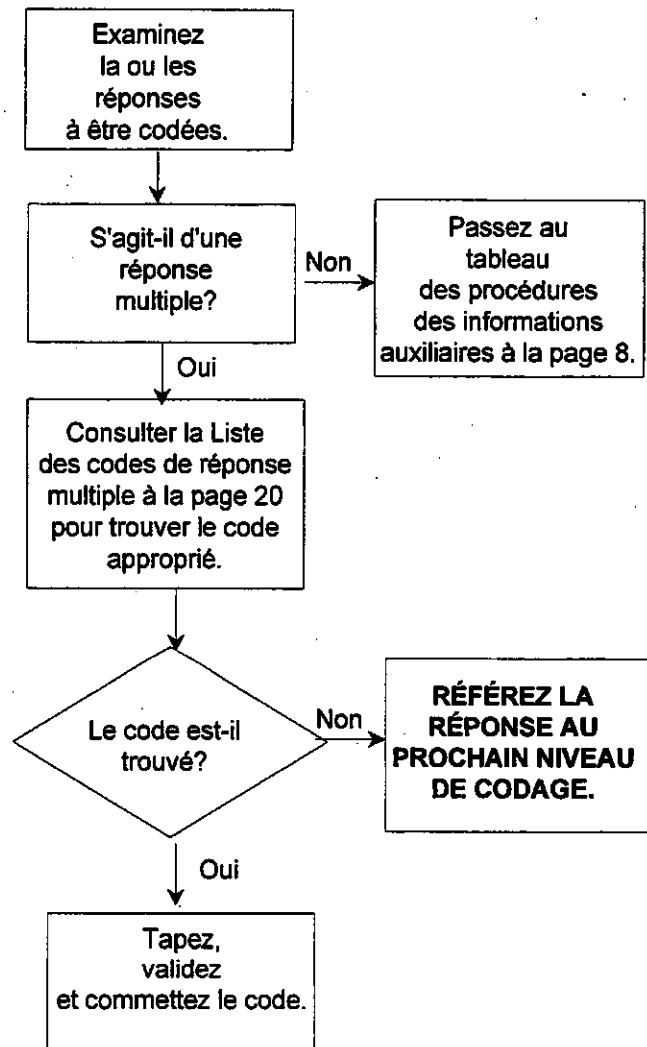 Examinez
la ou les
réponses
à être codées.
S'agit-il d'une
réponse
multiple?
Non
Passez au
tableau
des procédures
des informations
auxiliaires à la page 8.
Oui
Consulter la Liste
des codes de réponse
multiple à la page 20
pour trouver le code
approprié.
Le code est-il
trouvé?
Non
RÉFÉREZ LA
RÉPONSE AU
PROCHAIN NIVEAU
DE CODAGE.
Oui
Tapez,
validez
et commettez le code.